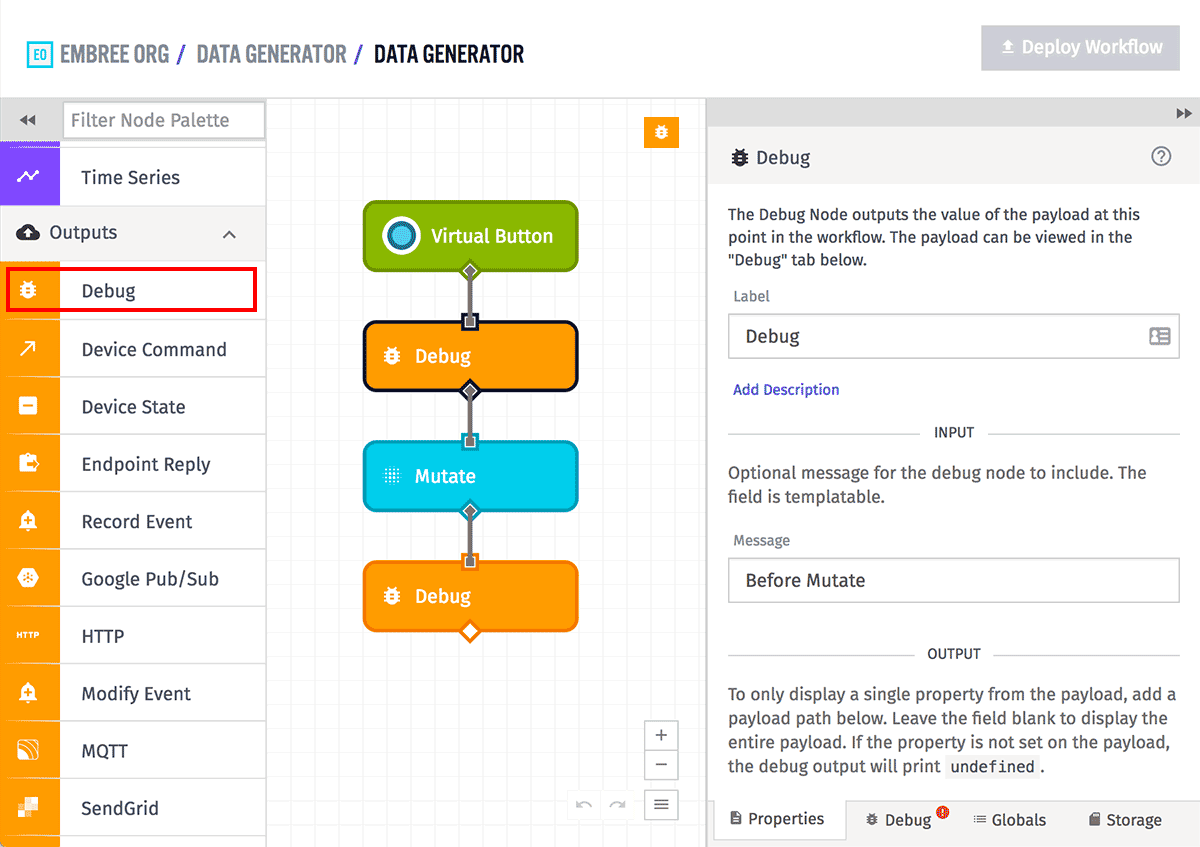 EO EMBREE ORG / DATA GENERATOR / DATA GENERATOR
Deploy Workflow
Filter Node Palette
Time Series
Outputs
Debug
Device Command
Device State
Endpoint Reply
Record Event
Google Pub/Sub
HTTP HTTP
Modify Event
MQTT
SendGrid
Virtual Button
Debug
Mutate
Debug
Debug
The Debug Node outputs the value of the payload at this
point in the workflow. The payload can be viewed in the
"Debug" tab below.
Label
Debug
Add Description
INPUT
Optional message for the debug node to include. The
field is templatable.
Message
Before Mutate
OUTPUT
To only display a single property from the payload, add a
payload path below. Leave the field blank to display the
entire payload. If the property is not set on the payload,
the debug output will print undefined.
Properties
Debug
Globals
Storage